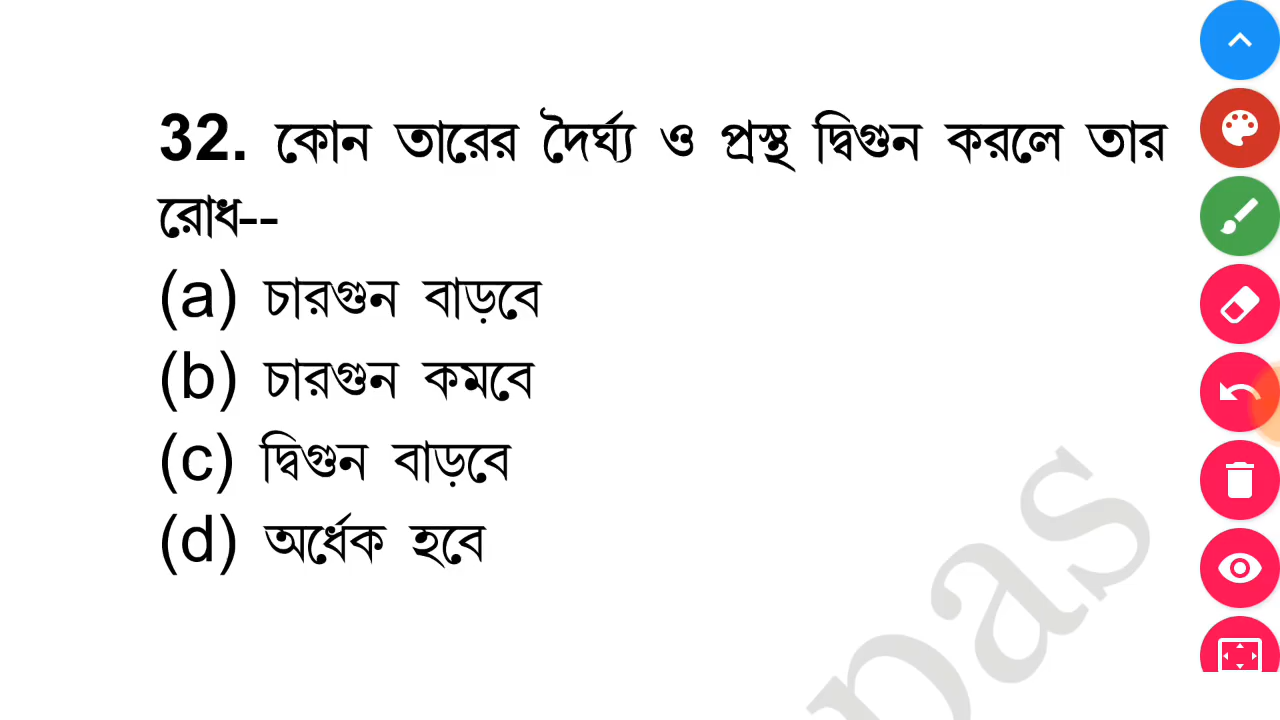 32. কোন তারের দৈর্ঘ্য ও প্রস্থ দ্বিগুন করলে তার
রোধ--
(a) চারগুন বাড়বে
(b) চারগুন কমবে
(c) দ্বিগুন বাড়বে
(d) অর্ধেক হবে